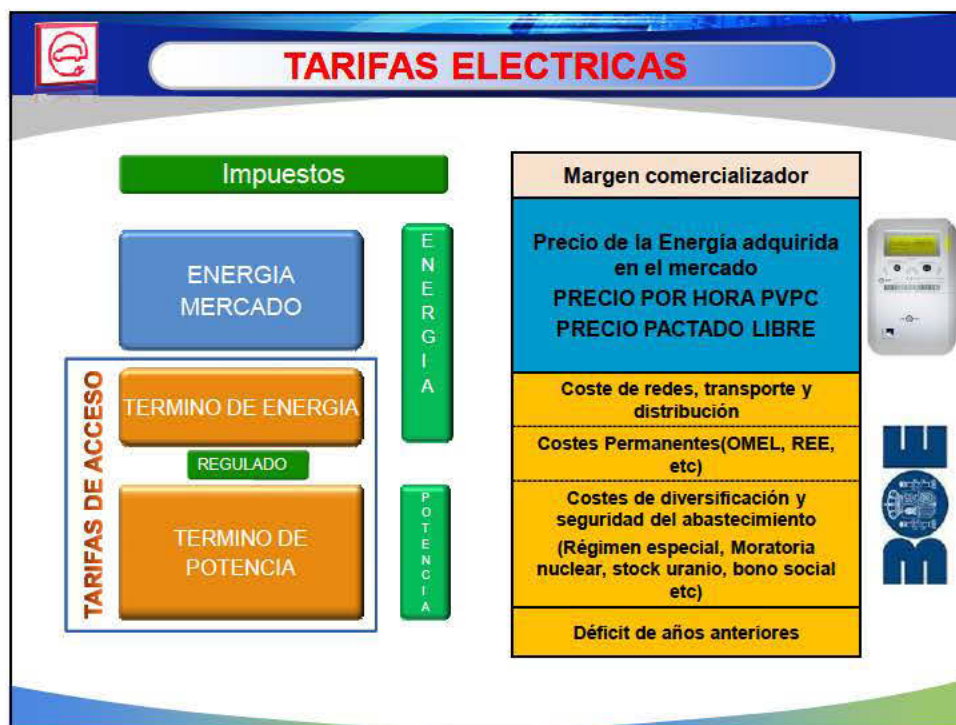 TARIFAS ELECTRICAS
Impuestos
ENERGIA
MERCADO
ENERGIA
TARIFAS DE ACCESO
TERMINO DE ENERGIA
REGULADO
TERMINO DE
POTENCIA
POTENCIA
Margen comercializador
Precio de la Energía adquirida
en el mercado
PRECIO POR HORA PVPC
PRECIO PACTADO LIBRE
Coste de redes, transporte y
distribución
Costes Permanentes(OMEL, REE,
etc)
Costes de diversificación y
seguridad del abastecimiento
(Régimen especial, Moratoria
nuclear, stock uranio, bono social
etc)
Déficit de años anteriores
BOE